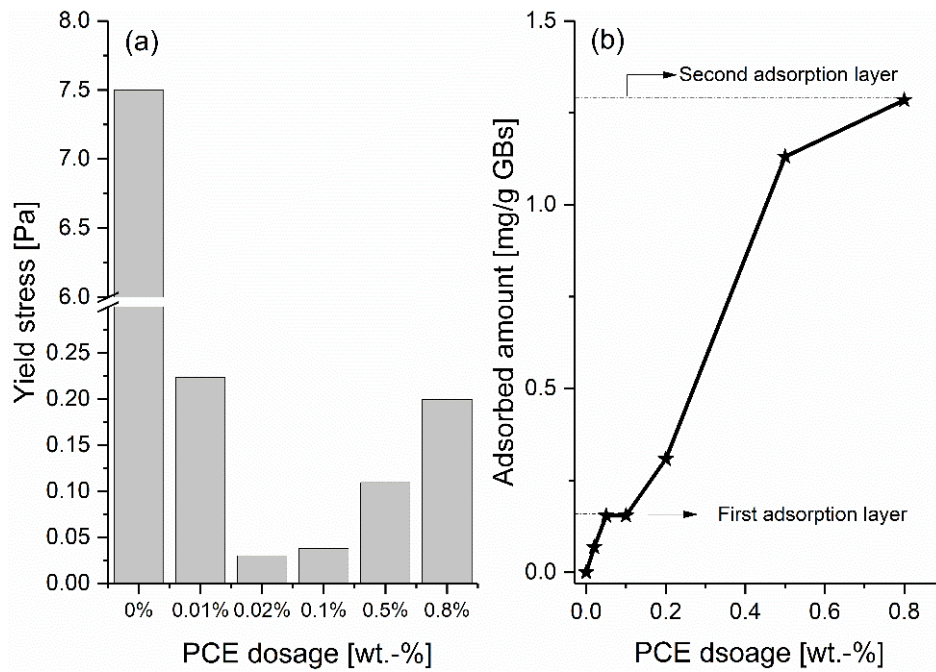 (a)
Yield stress [Pa]
8.0
7.5
7.0
6.5
6.0
0.25
0.20
0.15
0.10
0.05
0.00
0% 0.01% 0.02% 0.1% 0.5% 0.8%
PCE dosage [wt.-%]
(b)
Adsorbed amount [mg/g GBs]
1.5
1.0
0.5
0.0
Second adsorption layer
First adsorption layer
0.0 0.2 0.4 0.6 0.8
PCE dsoage [wt.-%]